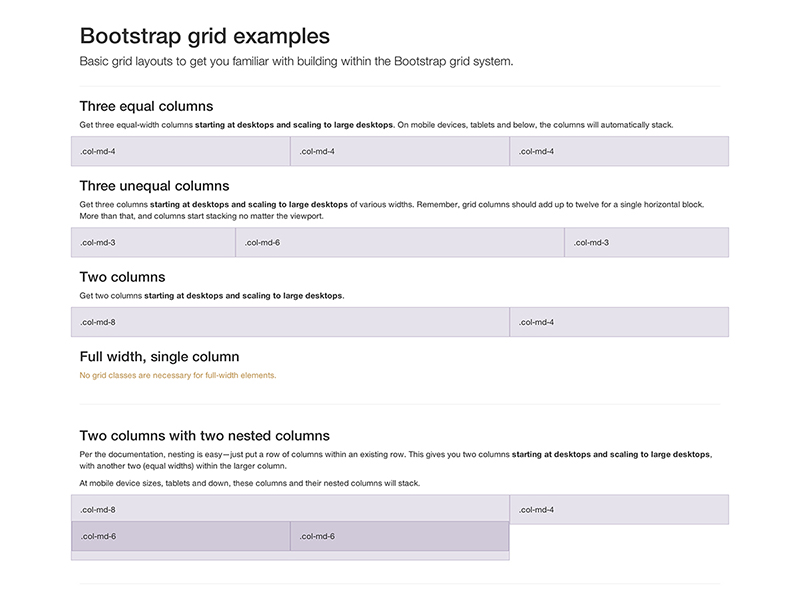 Bootstrap grid examples
Basic grid layouts to get you familiar with building within the Bootstrap grid system.
Three equal columns
Get three equal-width columns starting at desktops and scaling to large desktops. On mobile devices, tablets and below, the columns will automatically stack.
.col-md-4 .col-md-4 .col-md-4
Three unequal columns
Get three columns starting at desktops and scaling to large desktops of various widths. Remember, grid columns should add up to twelve for a single horizontal block.
More than that, and columns start stacking no matter the viewport.
.col-md-3 .col-md-6 .col-md-3
Two columns
Get two columns starting at desktops and scaling to large desktops.
.col-md-8 .col-md-4
Full width, single column
No grid classes are necessary for full-width elements.
Two columns with two nested columns
Per the documentation, nesting is easy—just put a row of columns within an existing row. This gives you two columns starting at desktops and scaling to large desktops,
with another two (equal widths) within the larger column.
At mobile device sizes, tablets and down, these columns and their nested columns will stack.
.col-md-8 .col-md-4
.col-md-6 .col-md-6